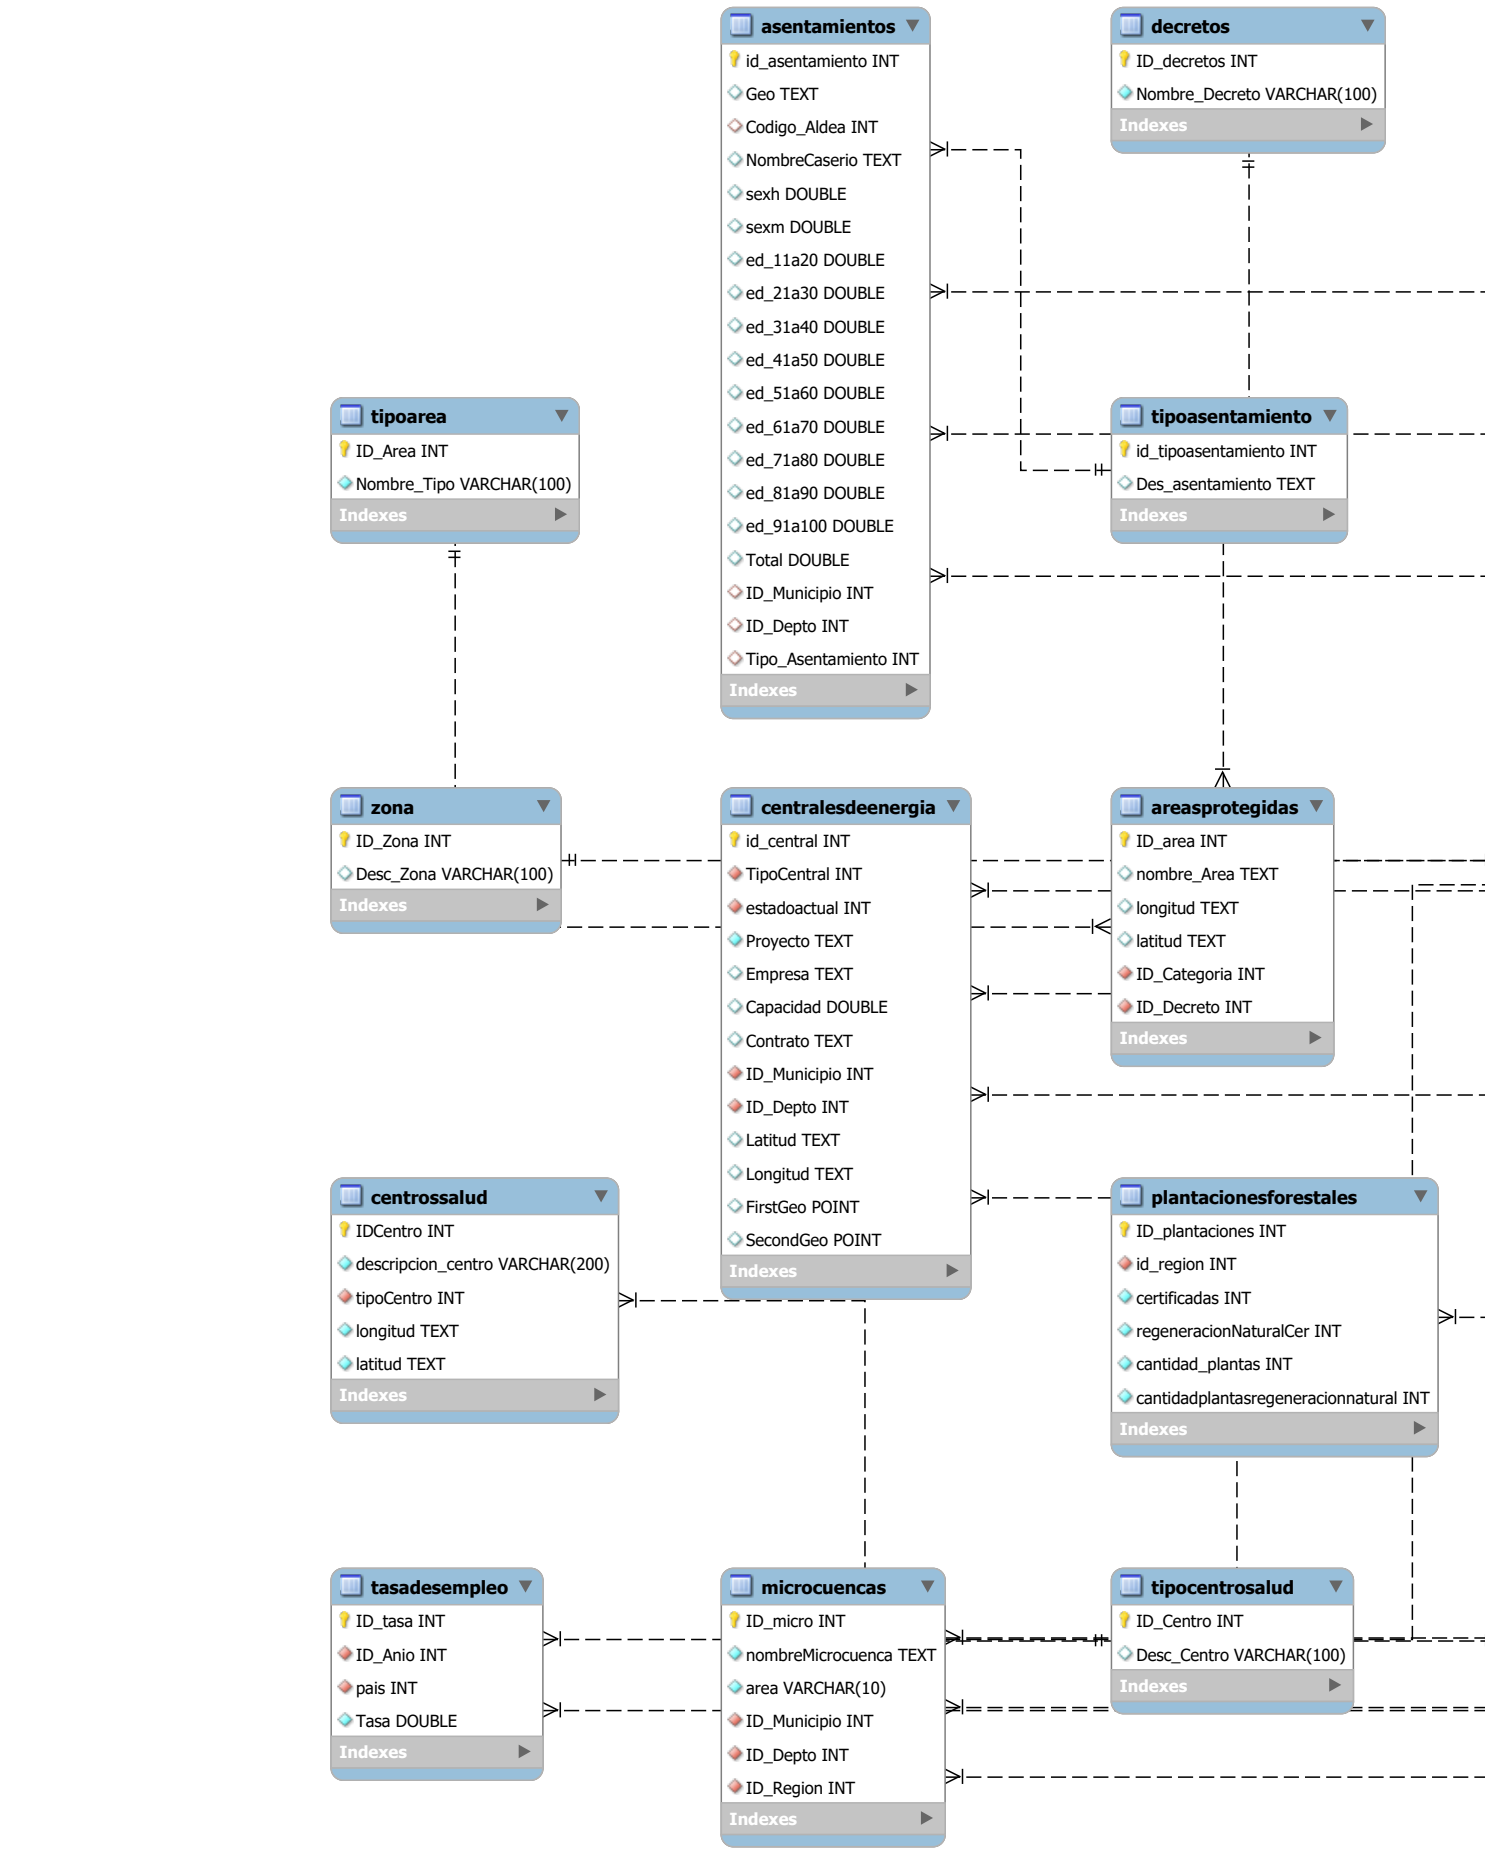 asentamientos
id_asentamiento INT
Geo TEXT
Codigo_Aldea INT
NombreCaserio TEXT
sexh DOUBLE
sexm DOUBLE
ed_11a20 DOUBLE
ed_21a30 DOUBLE
ed_31a40 DOUBLE
ed_41a50 DOUBLE
ed_51a60 DOUBLE
ed_61a70 DOUBLE
ed_71a80 DOUBLE
ed_81a90 DOUBLE
ed_91a100 DOUBLE
Total DOUBLE
ID_Municipio INT
ID_Depto INT
Tipo_Asentamiento INT
Indexes
decretos
ID_decretos INT
Nombre_Decreto VARCHAR(100)
Indexes
tipoarea
ID_Area INT
Nombre_Tipo VARCHAR(100)
Indexes
tipoasentamiento
id_tipoasentamiento INT
Des_asentamiento TEXT
Indexes
zona
ID_Zona INT
Desc_Zona VARCHAR(100)
Indexes
centralesdeenergia
id_central INT
TipoCentral INT
estadoactual INT
Proyecto TEXT
Empresa TEXT
Capacidad DOUBLE
Contrato TEXT
ID_Municipio INT
ID_Depto INT
Latitud TEXT
Longitud TEXT
FirstGeo POINT
SecondGeo POINT
Indexes
areasprotegidas
ID_area INT
nombre_Area TEXT
longitud TEXT
latitud TEXT
ID_Categoria INT
ID_Decreto INT
Indexes
centrossalud
IDCentro INT
descripcion_centro VARCHAR(200)
tipoCentro INT
longitud TEXT
latitud TEXT
Indexes
plantacionesforestales
ID_plantaciones INT
id_region INT
certificadas INT
regeneracionNaturalCer INT
cantidad_plantas INT
cantidadplantasregeneracionnatural INT
Indexes
tasadesempleo
ID_tasa INT
ID_Anio INT
pais INT
Tasa DOUBLE
Indexes
microcuencas
ID_micro INT
nombreMicrocuenca TEXT
area VARCHAR(10)
ID_Municipio INT
ID_Depto INT
ID_Region INT
Indexes
tipocentrosalud
ID_Centro INT
Desc_Centro VARCHAR(100)
Indexes